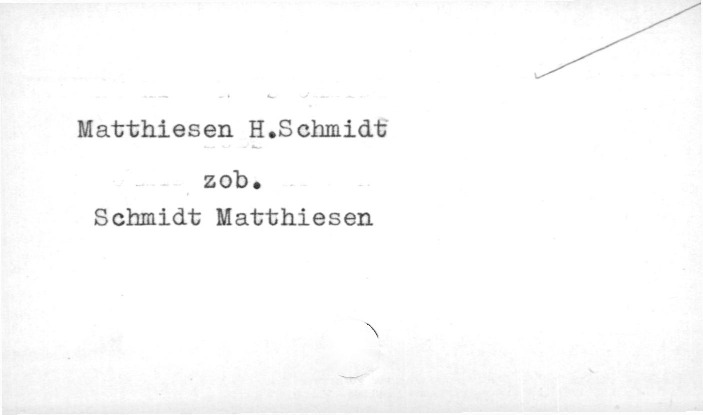 Matthiesen H.Schmidt
zob.
Schmidt Matthiesen